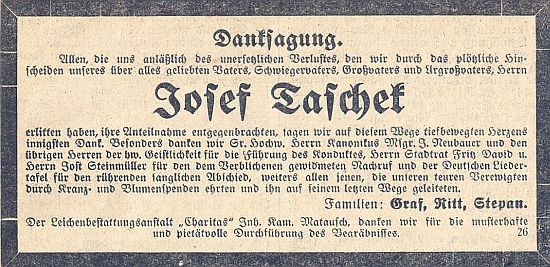 Danksagung.
Allen, die uns anläßlich des unersetzlichen Verlustes, den wir durch das plötzliche Hin-
scheiden unseres über alles geliebten Vaters, Schwiegervaters, Großvaters und Urgroßvaters, Herrn
Josef Taschek
erlitten haben, ihre Anteilnahme entgegenbrachten, sagen wir auf diesem Wege tiefbewegten Herzens
innigsten Dank. Besonders danken wir Sr. Hochw. Herrn Kanonikus Msgr. J. Neubauer und den
übrigen Herren der hw. Geistlichkeit für die Führung des Konduktes, Herrn Stadtrat Fritz David u.
Herrn Jost Steinmüller für den dem Verblichenen gewidmeten Nachruf und der Deutschen Lieder-
tafel für den rührenden sanglichen Abschied, weiters allen jenen, die unseren teuren Verewigten
durch Kranz- und Blumenspenden ehrten und ihn auf seinem letzten Wege geleiteten.
Familien: Graf, Nitt, Stepan.
Der Leichenbestattungsanstalt „Charitas" Inh. Kam. Matausch, danken wir für die musterhafte
und pietätvolle Durchführung des Begräbnisses. 26